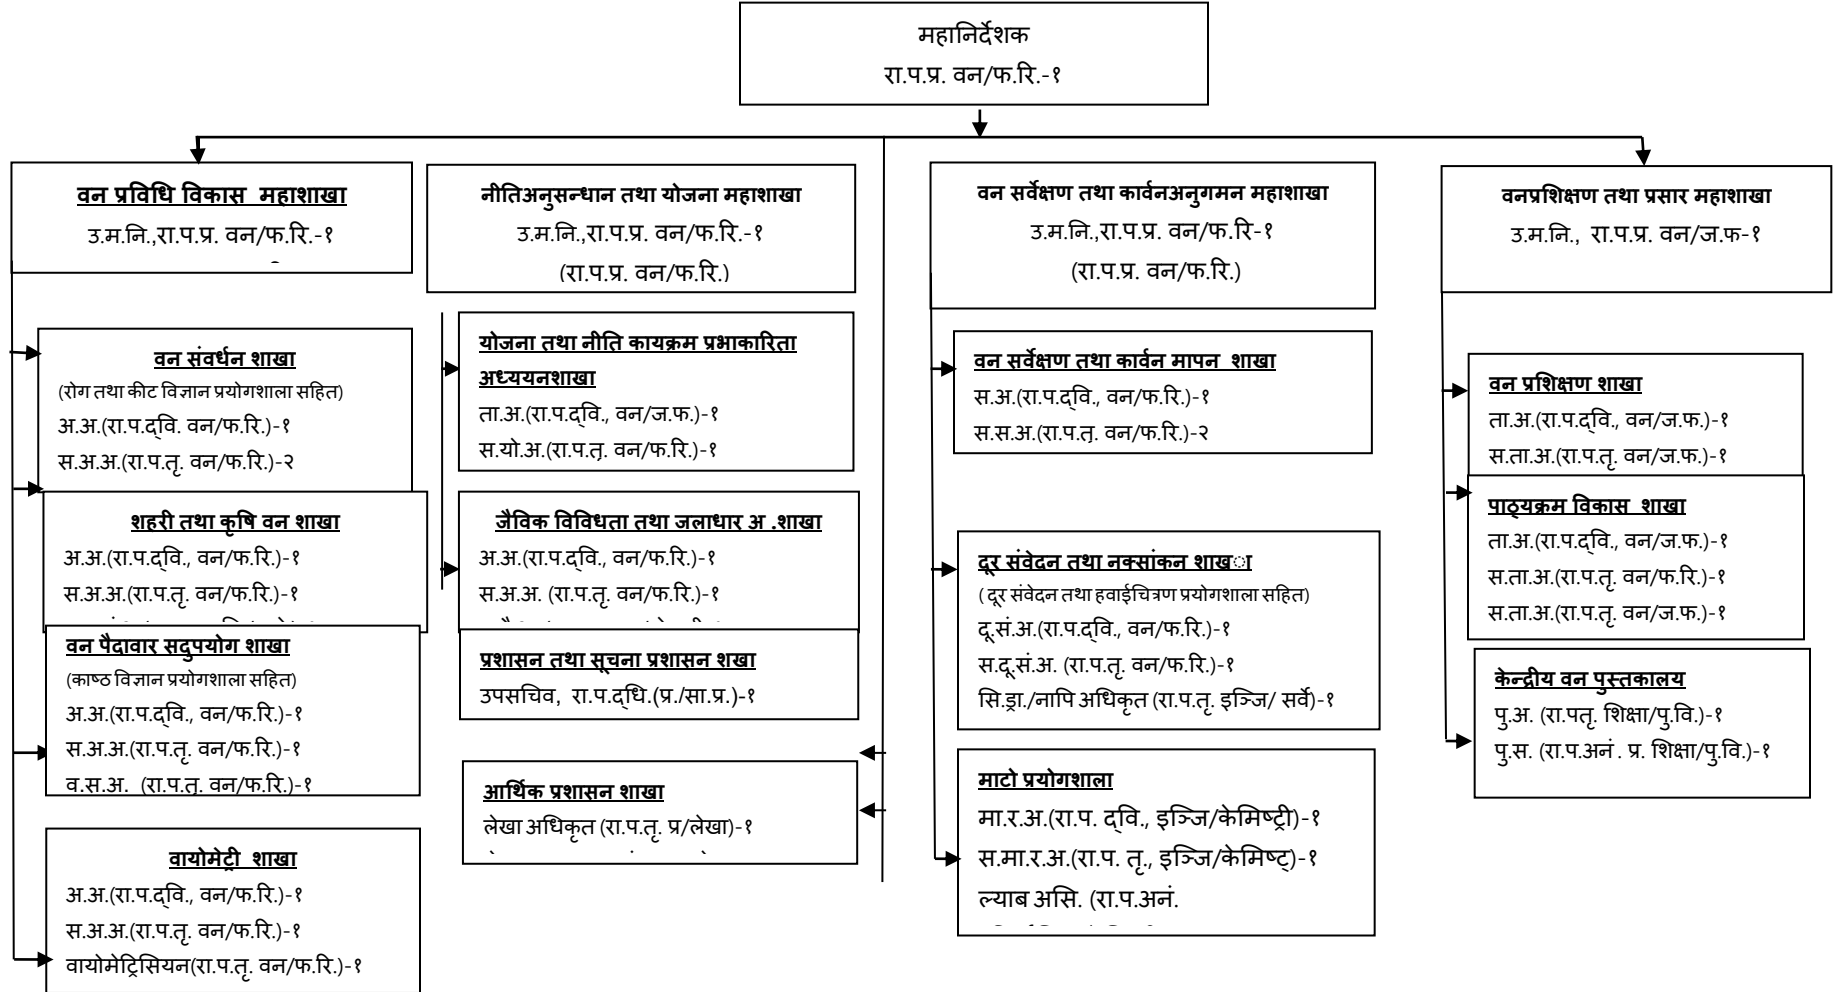 महानिर्देशक
रा.प.प्र. वन/फ.रि.-१
वन प्रविधि विकास महाशाखा
उ.म.नि.,रा.प.प्र. वन/फ.रि.-१
नीतिअनुसन्धान तथा योजना महाशाखा
उ.म.नि.,रा.प.प्र. वन/फ.रि.-१
(रा.प.प्र. वन/फ.रि.)
वन सर्वेक्षण तथा कार्वनअनुगमन महाशाखा
उ.म.नि.,रा.प.प्र. वन/फ.रि-१
(रा.प.प्र. वन/फ.रि.)
वनप्रशिक्षण तथा प्रसार महाशाखा
उ.म.नि., रा.प.प्र. वन/ज.फ-१
वन संवर्धन शाखा
(रोग तथा कीट विज्ञान प्रयोगशाला सहित)
अ.अ.(रा.प.द्वि. वन/फ.रि.)-१
स.अ.अ.(रा.प.तृ. वन/फ.रि.)-२
शहरी तथा कृषि वन शाखा
अ.अ.(रा.प.द्वि., वन/फ.रि.)-१
स.अ.अ.(रा.प.तृ. वन/फ.रि.)-१
वन पैदावार सदुपयोग शाखा
(काष्ठ विज्ञान प्रयोगशाला सहित)
अ.अ.(रा.प.द्वि., वन/फ.रि.)-१
स.अ.अ.(रा.प.तृ. वन/फ.रि.)-१
व.स.अ. (रा.प.तृ. वन/फ.रि.)-१
वायोमेट्री शाखा
अ.अ.(रा.प.द्वि., वन/फ.रि.)-१
स.अ.अ.(रा.प.तृ. वन/फ.रि.)-१
वायोमेट्रिसियन(रा.प.तृ. वन/फ.रि.)-१
योजना तथा नीति कायक्रम प्रभाकारिता
अध्ययनशाखा
ता.अ.(रा.प.द्वि., वन/ज.फ.)-१
स.यो.अ.(रा.प.तृ. वन/फ.रि.)-१
जैविक विविधता तथा जलाधार अ .शाखा
अ.अ.(रा.प.द्वि., वन/फ.रि.)-१
स.अ.अ. (रा.प.तृ. वन/फ.रि.)-१
प्रशासन तथा सूचना प्रशासन शखा
उपसचिव, रा.प.द्धि.(प्र./सा.प्र.)-१
आर्थिक प्रशासन शाखा
लेखा अधिकृत (रा.प.तृ. प्र/लेखा)-१
वन सर्वेक्षण तथा कार्वन मापन शाखा
स.अ.(रा.प.द्वि., वन/फ.रि.)-१
स.स.अ.(रा.प.तृ. वन/फ.रि.)-२
दूर संवेदन तथा नक्सांकन शाख◌ा
( दूर संवेदन तथा हवाईचित्रण प्रयोगशाला सहित)
दू.सं.अ.(रा.प.द्वि., वन/फ.रि.)-१
स.दू.सं.अ. (रा.प.तृ. वन/फ.रि.)-१
सि.ड्रा./नापि अधिकृत (रा.प.तृ. इञ्जि/ सर्वे)-१
माटो प्रयोगशाला
मा.र.अ.(रा.प. द्वि., इञ्जि/केमिष्ट्री)-१
स.मा.र.अ.(रा.प. तृ., इञ्जि/केमिष्ट्)-१
ल्याब असि. (रा.प.अनं.
वन प्रशिक्षण शाखा
ता.अ.(रा.प.द्वि., वन/ज.फ.)-१
स.ता.अ.(रा.प.तृ. वन/ज.फ.)-१
पाठ्यक्रम विकास शाखा
ता.अ.(रा.प.द्वि., वन/ज.फ.)-१
स.ता.अ.(रा.प.तृ. वन/फ.रि.)-१
स.ता.अ.(रा.प.तृ. वन/ज.फ.)-१
केन्द्रीय वन पुस्तकालय
पु.अ. (रा.पतृ. शिक्षा/पु.वि.)-१
पु.स. (रा.प.अनं . प्र. शिक्षा/पु.वि.)-१